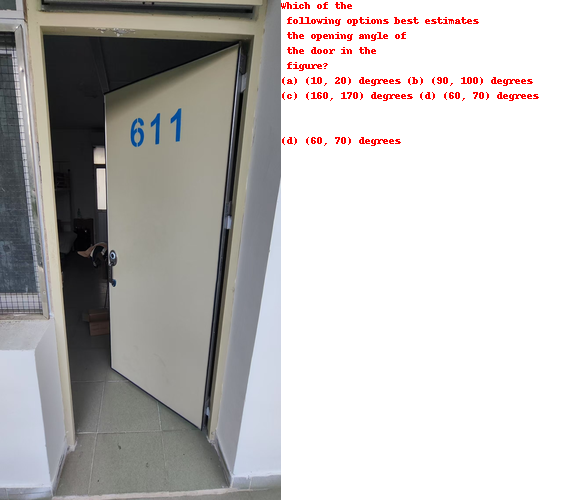 Which of the
following options best estimates
the opening angle of
the door in the
figure?
(a) (10, 20) degrees (b) (90, 100) degrees
(c) (160, 170) degrees (d) (60, 70) degrees
(d) (60, 70) degrees
611